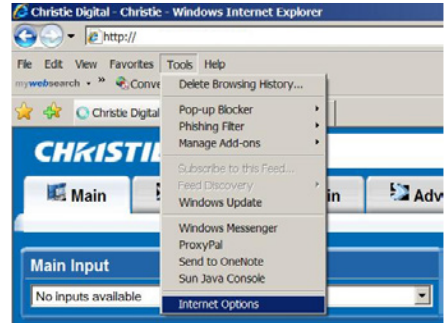 Christie Digital - Christie - Windows Internet Explorer
http://
File Edit View Favorites Tools Help
mywebsearch » Conve
Christie Digital
Delete Browsing History...
Pop-up Blocker
Phishing Filter
Manage Add-ons
Subscribe to this Feed...
Feed Discovery
Windows Update
Windows Messenger
ProxyPal
Send to OneNote
Sun Java Console
Internet Options
CHRISTI
Main in Adv
Main Input
No inputs available